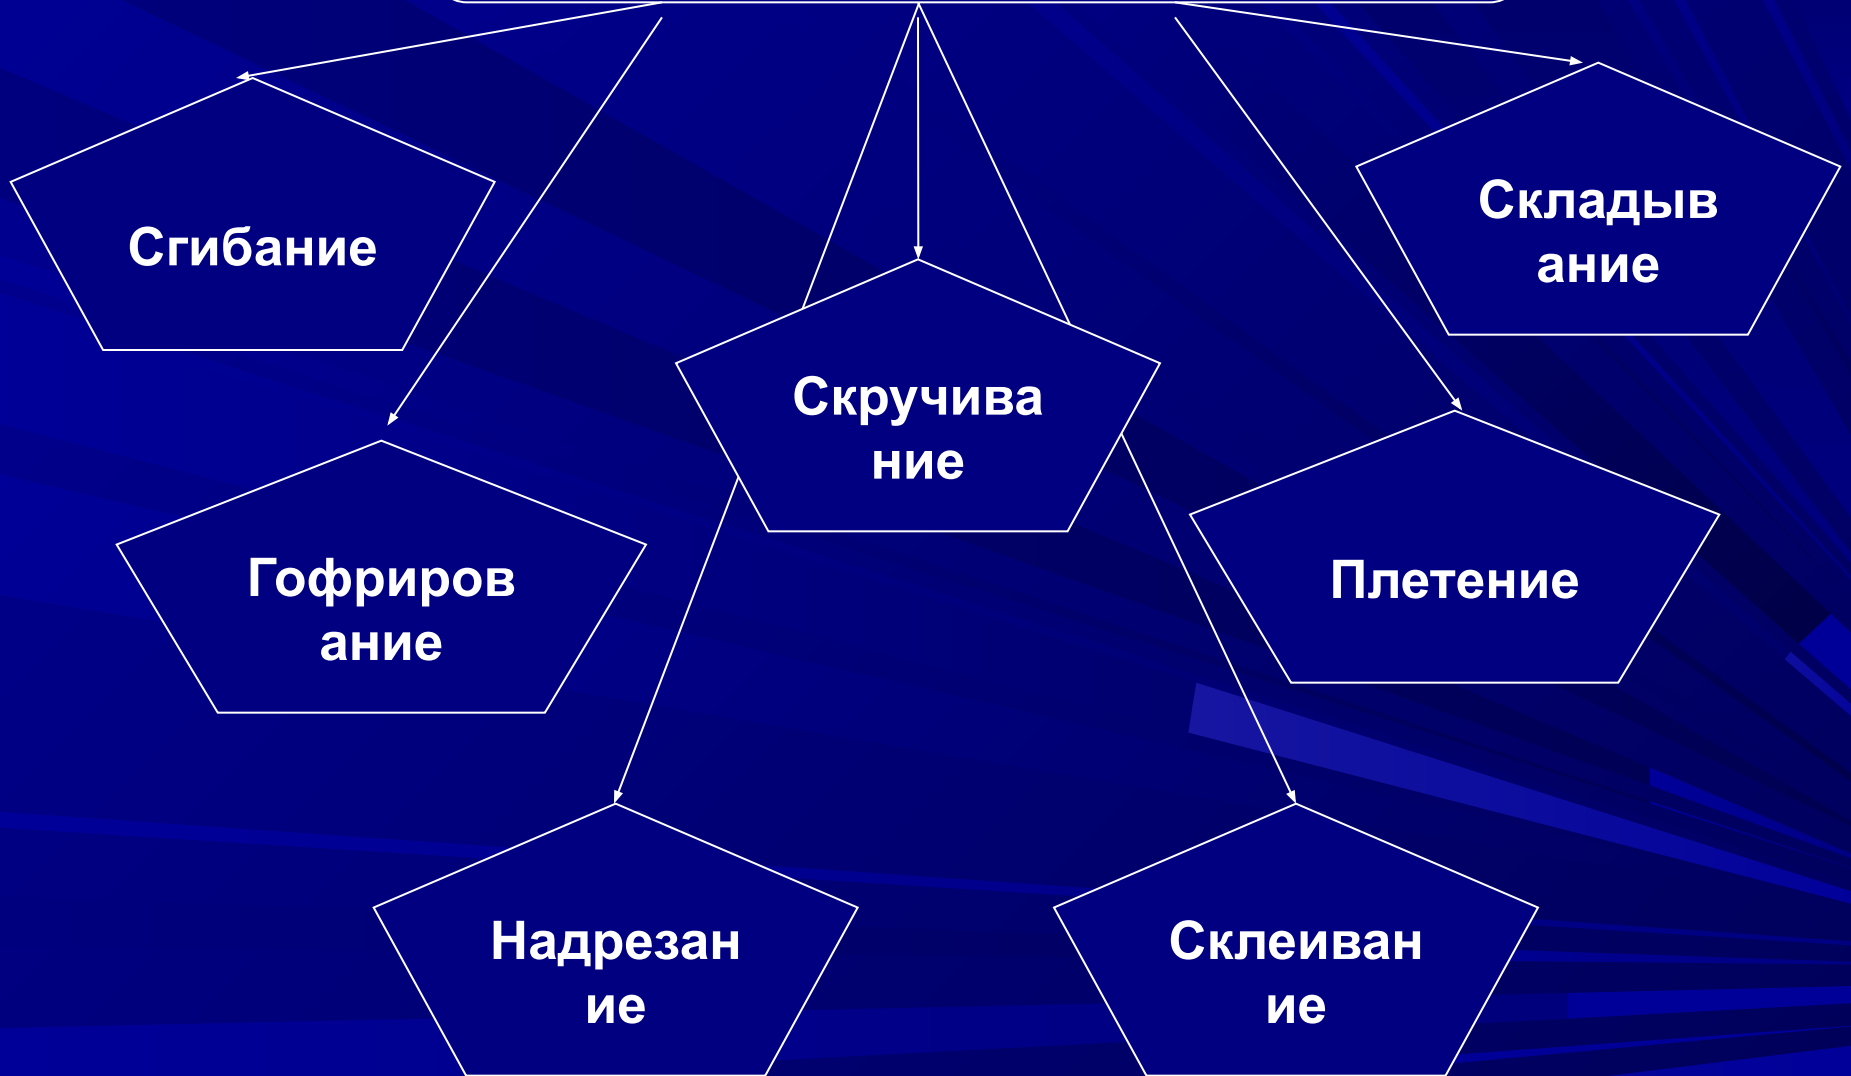 Сгибание
Складыв
ание
Скручива
ние
Гофриров
ание
Плетение
Надрезан
ие
Склеиван
ие